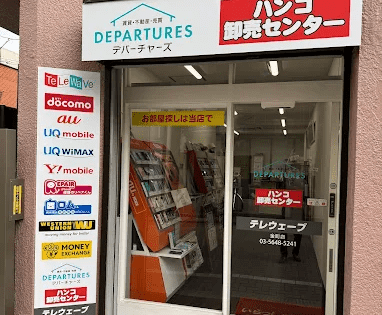 賃貸・不動産・売買
DEPARTURES
デパーチャーズ
ハンコ
卸売センター
TeLeWaVe
döcomo
au
UQ mobile
UQ WiMAX
Y!mobile
REPAIR
WESTERN
UNION
MONEY
EXCHANGE
DEPARTURES
デパーチャーズ
ハンコ
卸売センター
テレウェーブ
お部屋探しは当店で
DEPARTURES
ハンコ
卸売センター
テレウェーブ
03-5648-5241